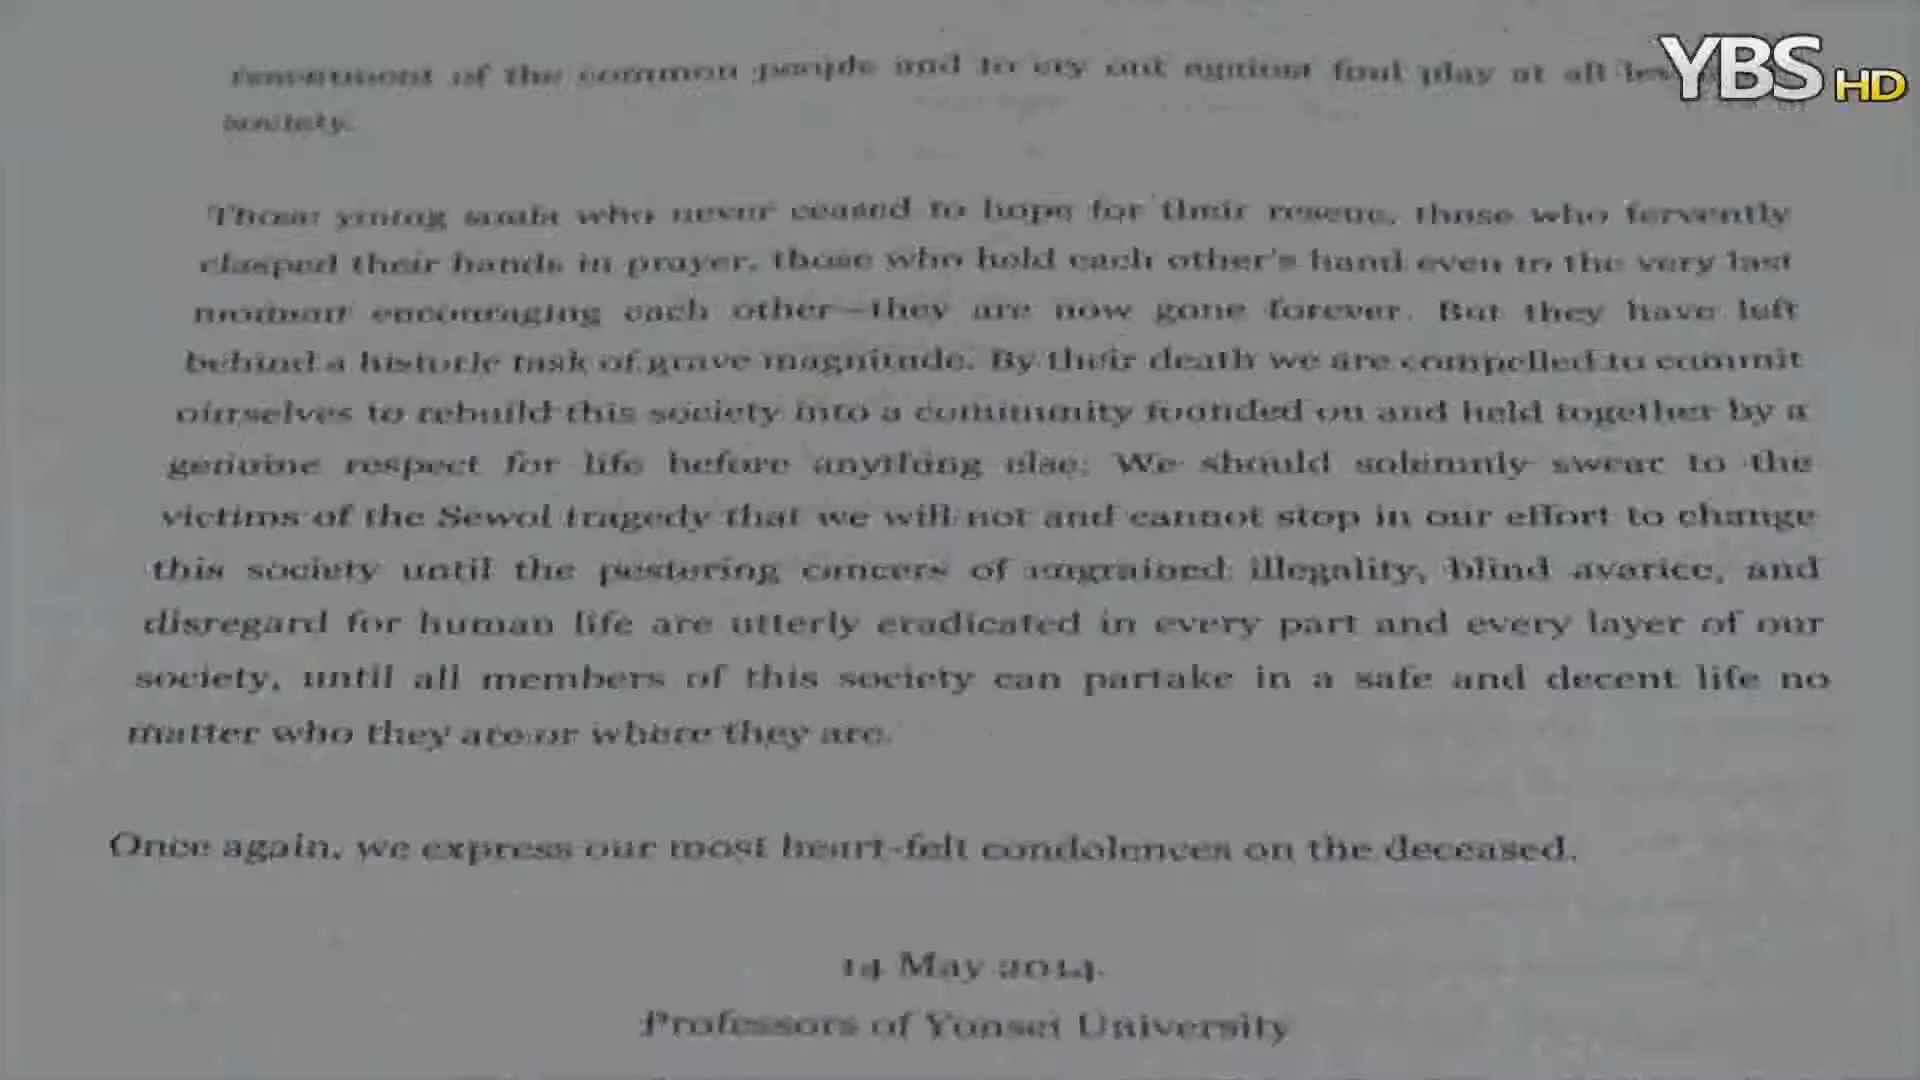 YBS HD
of the common people and to cry out against foul play at all
society.
Those young souls who never ceased to hope for their rescue, those who fervently
clasped their hands in prayer, those who hold each other's hand even in the very last
moment encouraging each other—they are now gone forever. But they have left
behind a historic task of grave magnitude. By their death we are compelled to commit
ourselves to rebuild this society into a community founded on and held together by a
genuine respect for life before anything else. We should solemnly swear to the
victims of the Sewol tragedy that we will not and cannot stop in our effort to change
this society until the pestering cancers of ingrained illegality, blind avarice, and
disregard for human life are utterly eradicated in every part and every layer of our
society, until all members of this society can partake in a safe and decent life no
matter who they are or where they are.
Once again, we express our most heart-felt condolences on the deceased.
14 May 2014
Professors of Yonsei University